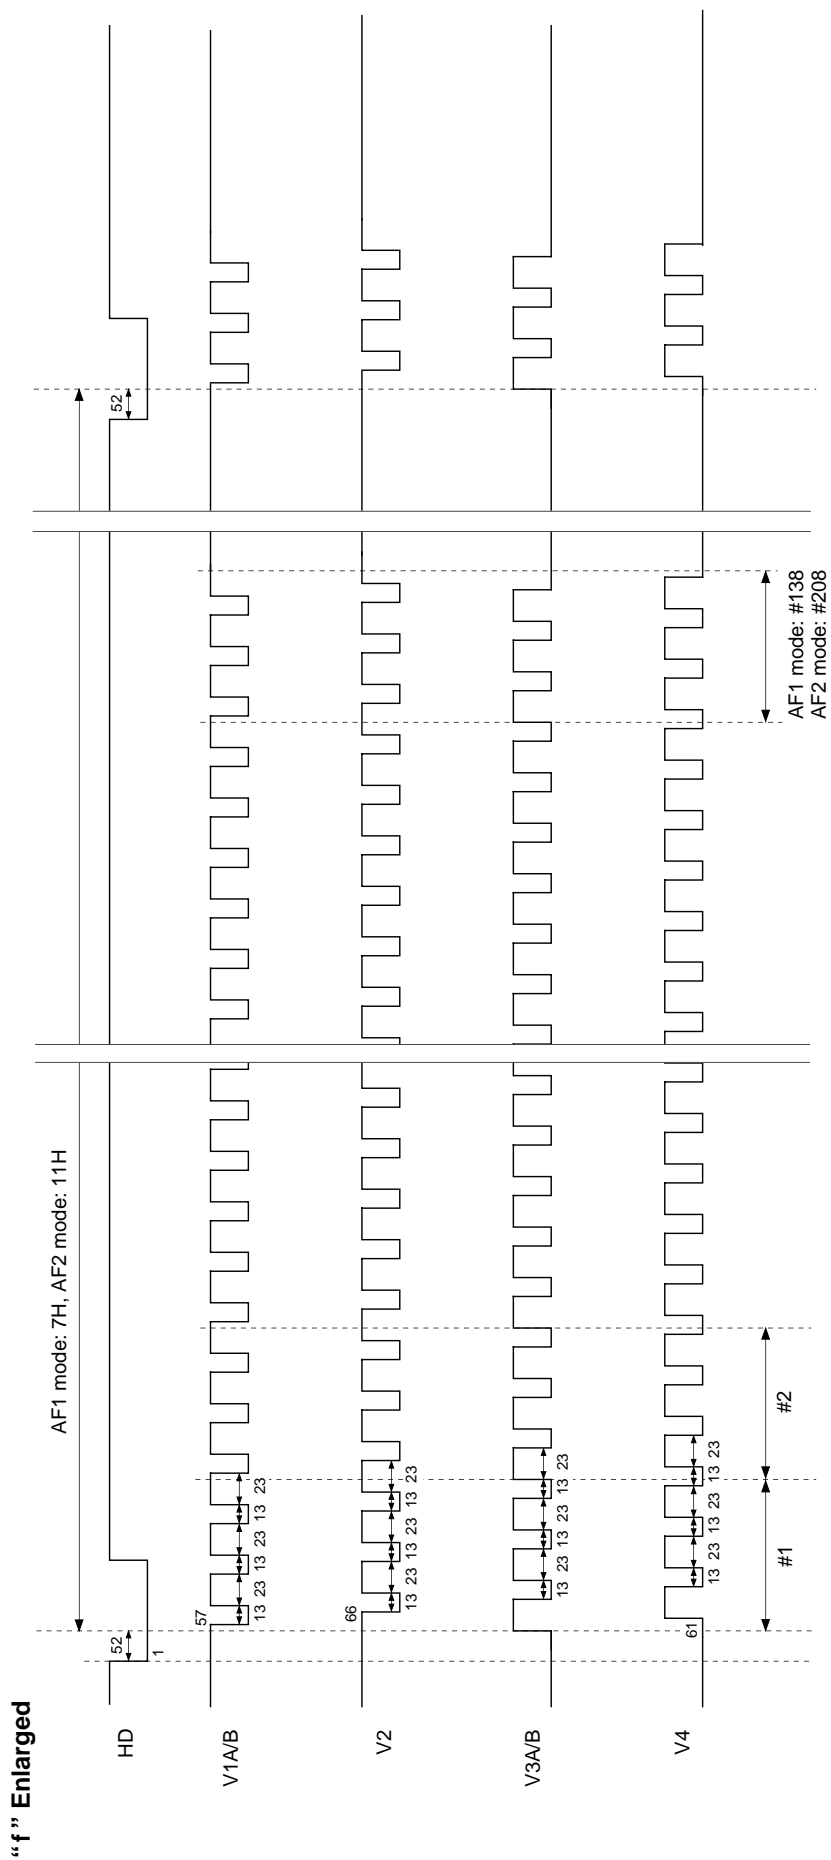 “f” Enlarged
AF1 mode: 7H, AF2 mode: 11H
HD
52
1
52
V1A/B
57
13 23 13 23 13 23
V2
66
13 23 13 23 13 23
V3A/B
13 23 13 23 13 23
V4
61
13 23 13 23 13 23
#1
#2
AF1 mode: #138
AF2 mode: #208